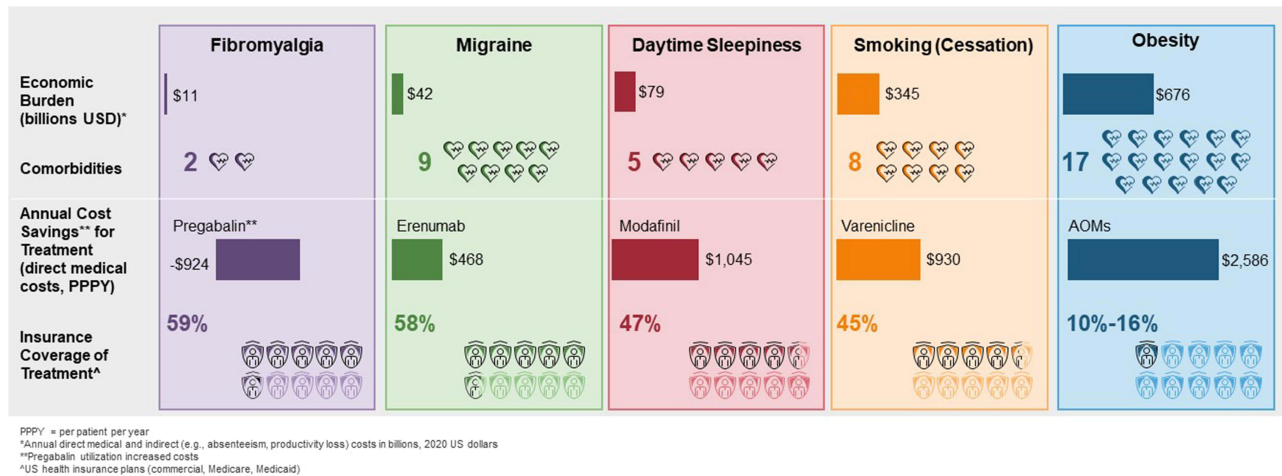 Fibromyalgia
Migraine
Daytime Sleepiness
Smoking (Cessation)
Obesity
Economic
Burden
(billions USD)*
$11
$42
$79
$345
$676
Comorbidities
2
9
5
8
17
Annual Cost
Savings** for
Treatment
(direct medical
costs, PPPY)
Pregabalin**
-$924
Erenumab
$468
Modafinil
$1,045
Varenicline
$930
AOMs
$2,586
Insurance
Coverage of
Treatment^
59%
58%
47%
45%
10%-16%
PPPY = per patient per year
*Annual direct medical and indirect (e.g., absenteeism, productivity loss) costs in billions, 2020 US dollars
**Pregabalin utilization increased costs
^US health insurance plans (commercial, Medicare, Medicaid)